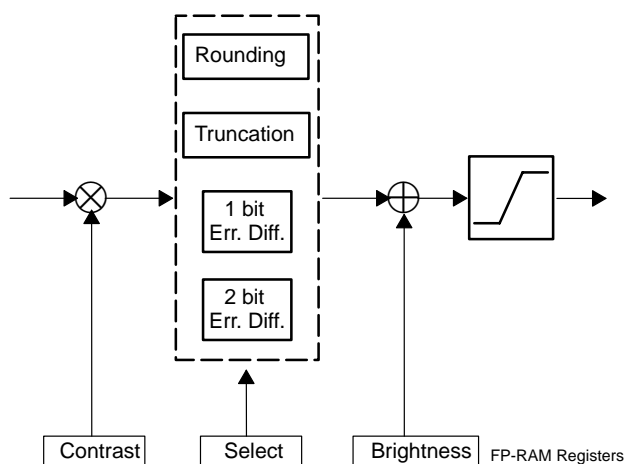 Rounding
Truncation
1 bit
Err. Diff.
2 bit
Err. Diff.
Contrast
Select
Brightness
FP-RAM Registers